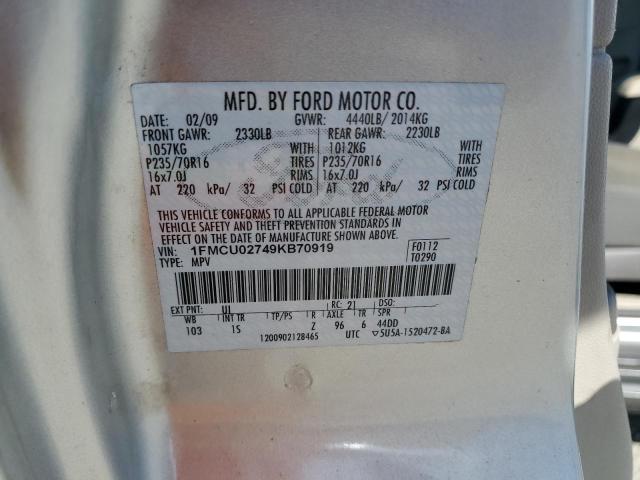 MFD. BY FORD MOTOR CO.
DATE: 02/09 GVWR: 4440LB/ 2014KG
FRONT GAWR: 2330LB REAR GAWR: 2230LB
1057KG WITH 1012KG WITH
P235/70R16 TIRES P235/70R16 TIRES
16x7.0J RIMS 16x7.0J RIMS
AT 220 kPa/ 32 PSI COLD AT 220 kPa/ 32 PSI COLD
THIS VEHICLE CONFORMS TO ALL APPLICABLE FEDERAL MOTOR
VEHICLE SAFETY AND THEFT PREVENTION STANDARDS IN
EFFECT ON THE DATE OF MANUFACTURE SHOWN ABOVE.
VIN: 1FMCU02749KB70919 F0112
TYPE: MPV T0290
EXT PNT: UI RC: 21 DSO:
WB INT TR TP/PS R AXLE TR SPR
103 1S Z 96 6 44DD
1200902128465 UTC ▽5U5A-1520472-BA